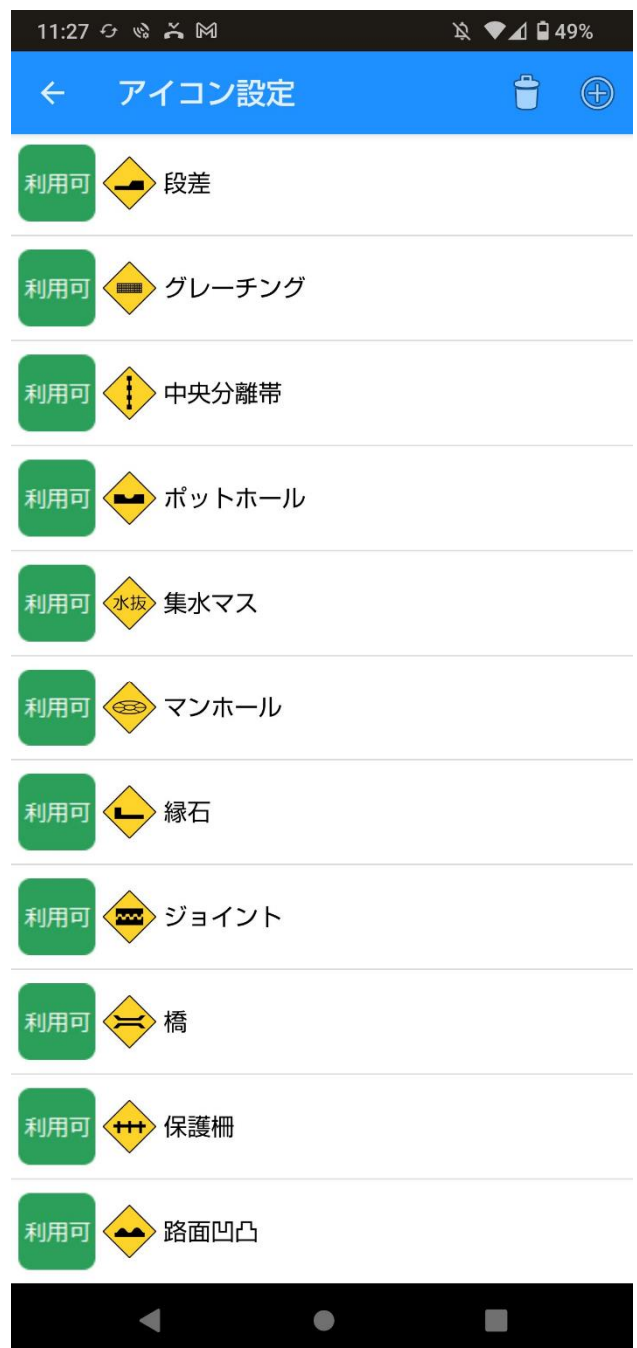 11:27 49%
アイコン設定
利用可 段差
利用可 グレーチング
利用可 中央分離帯
利用可 ポットホール
利用可 水抜 集水マス
利用可 マンホール
利用可 縁石
利用可 ジョイント
利用可 橋
利用可 保護柵
利用可 路面凹凸